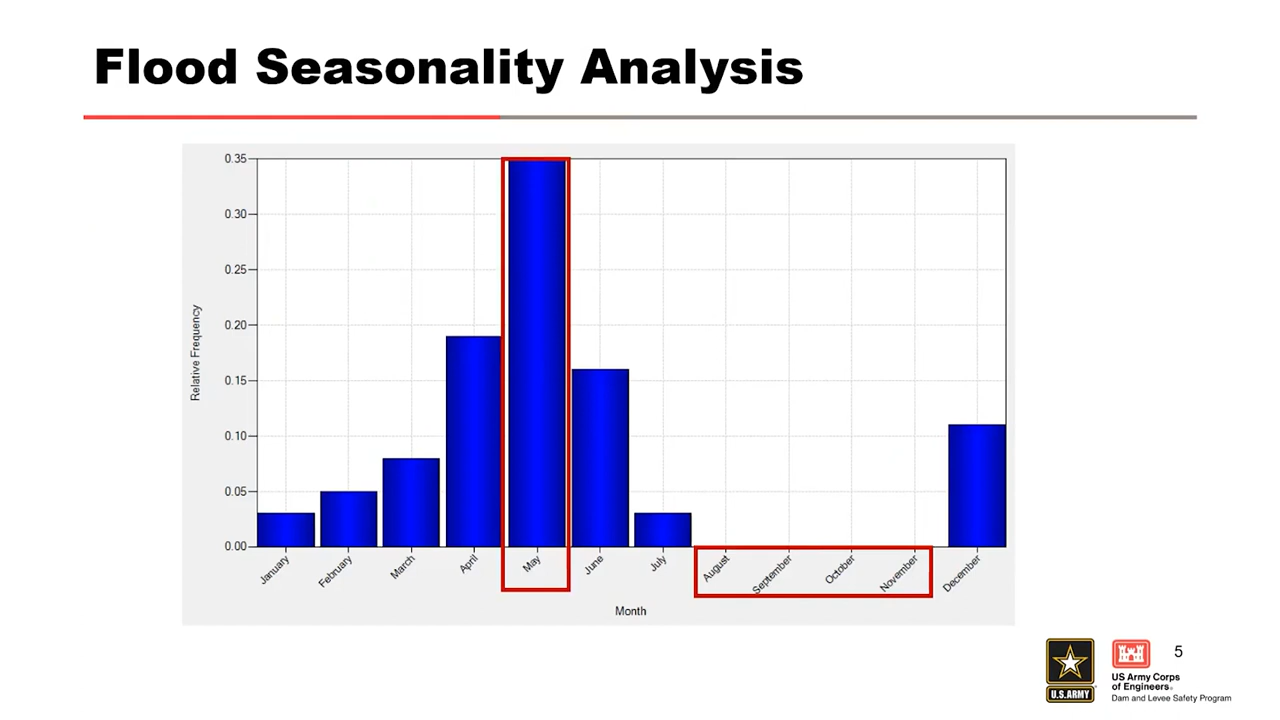 Flood Seasonality Analysis
0.35
0.30
0.25
0.20
0.15
0.10
0.05
0.00
Relative Frequency
January
February
March
April
May
June
July
August
September
October
November
December
Month
U.S.ARMY
US Army Corps
of Engineers®
Dam and Levee Safety Program
5